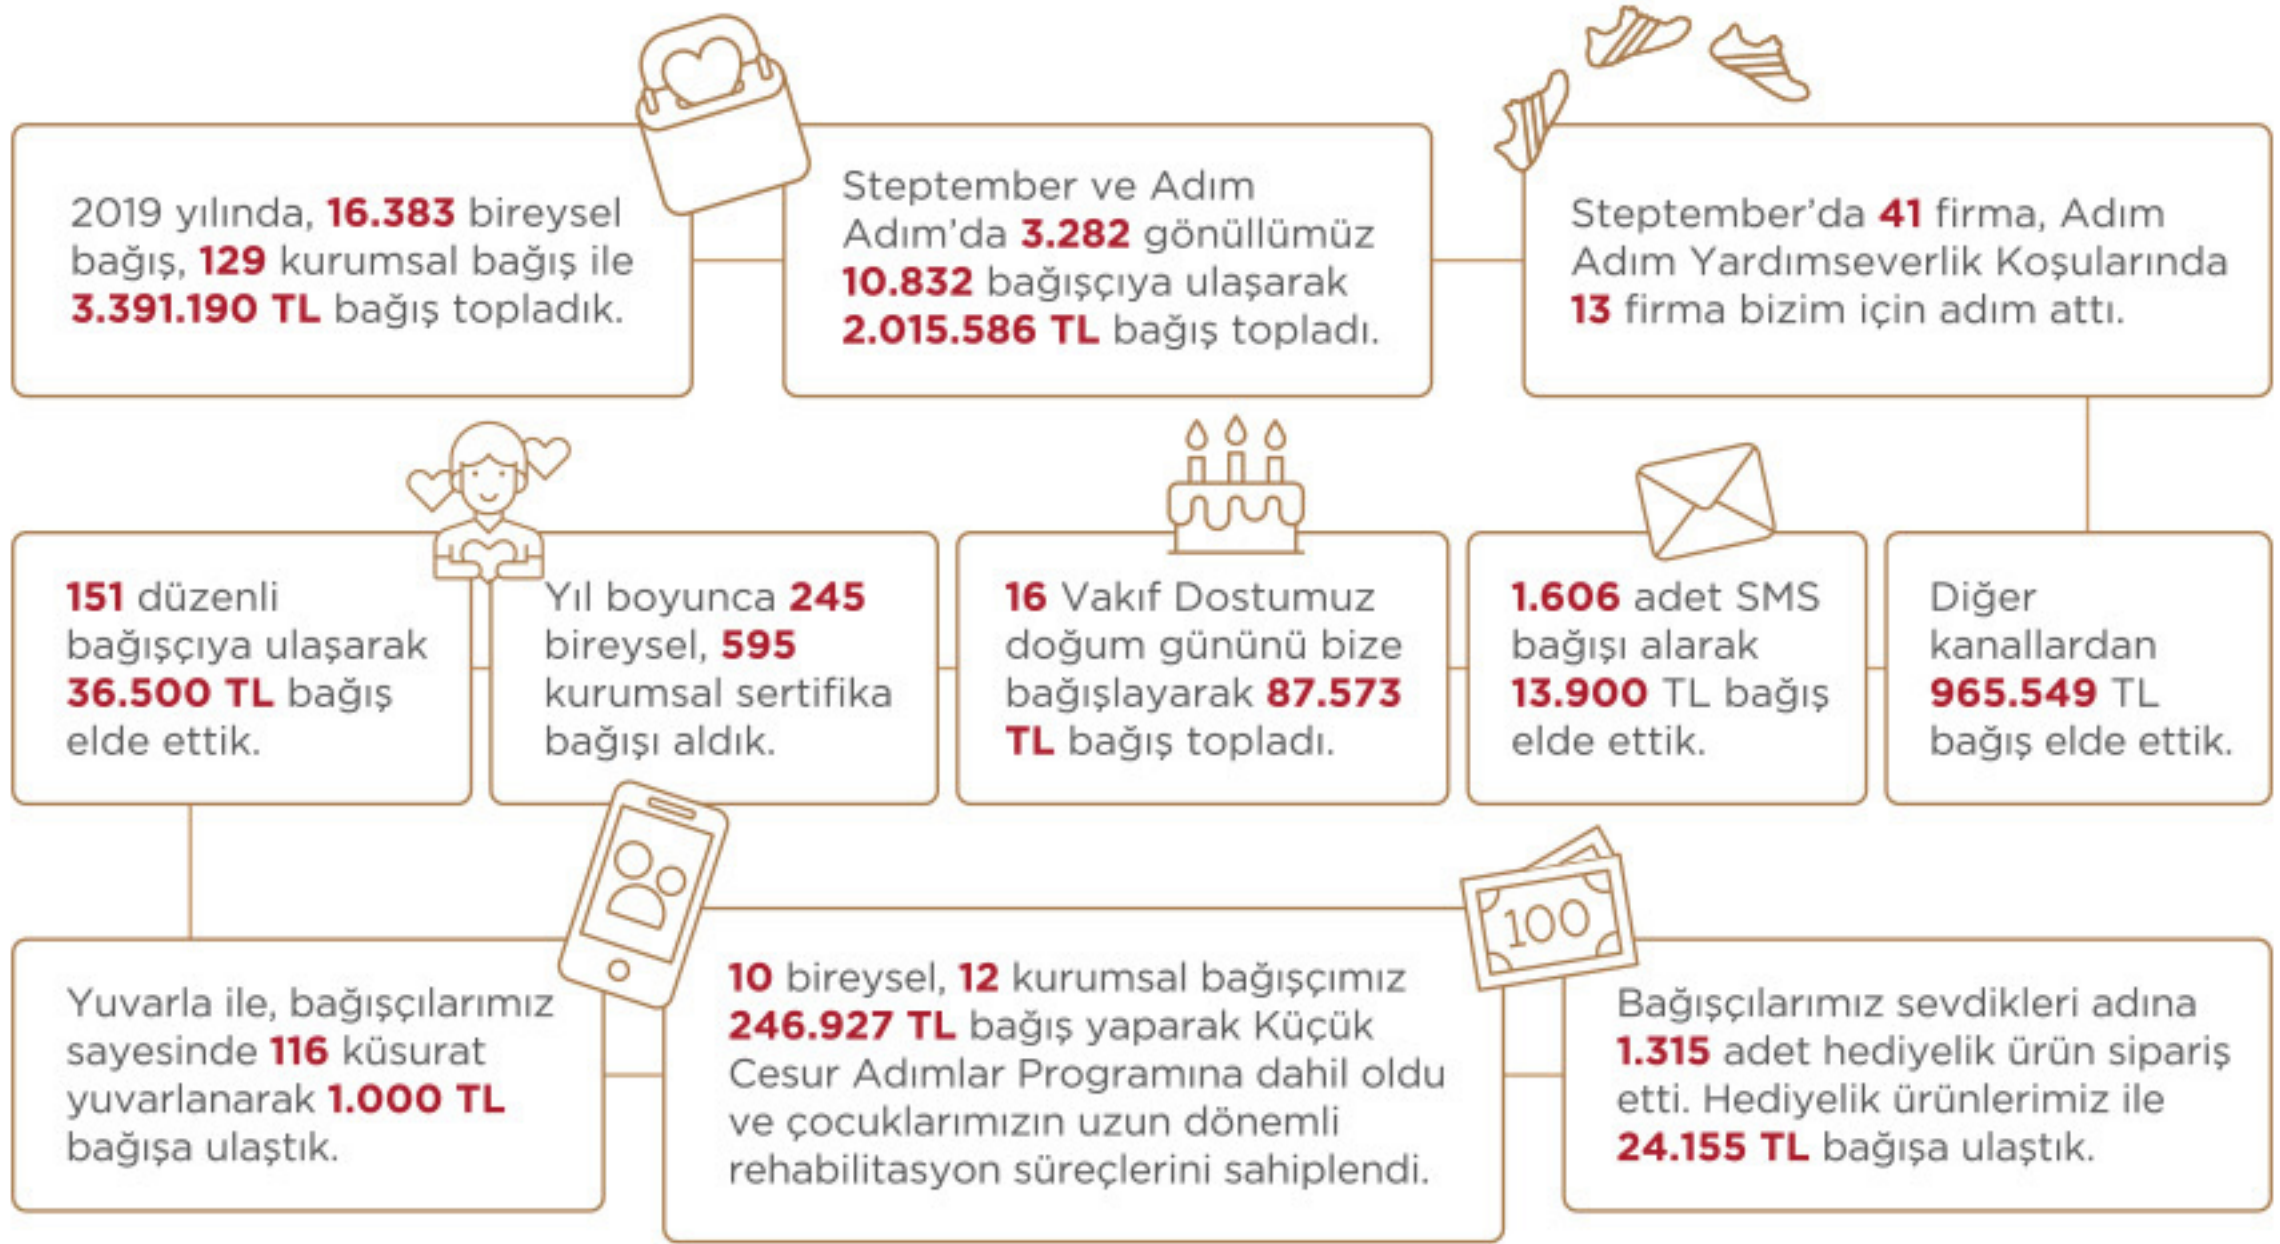 2019 yılında, 16.383 bireysel
bağış, 129 kurumsal bağış ile
3.391.190 TL bağış topladık.
Steptember ve Adım
Adım'da 3.282 gönüllümüz
10.832 bağışçıya ulaşarak
2.015.586 TL bağış topladı.
Steptember'da 41 firma, Adım
Adım Yardımseverlik Koşularında
13 firma bizim için adım attı.
151 düzenli
bağışçıya ulaşarak
36.500 TL bağış
elde ettik.
Yıl boyunca 245
bireysel, 595
kurumsal sertifika
bağışı aldık.
16 Vakıf Dostumuz
doğum gününü bize
bağışlayarak 87.573
TL bağış topladı.
1.606 adet SMS
bağışı alarak
13.900 TL bağış
elde ettik.
Diğer
kanallardan
965.549 TL
bağış elde ettik.
Yuvarla ile, bağışçılarımız
sayesinde 116 küsurat
yuvarlanarak 1.000 TL
bağışa ulaştık.
10 bireysel, 12 kurumsal bağışçımız
246.927 TL bağış yaparak Küçük
Cesur Adımlar Programına dahil oldu
ve çocuklarımızın uzun dönemli
rehabilitasyon süreçlerini sahiplendi.
100
Bağışçılarımız sevdikleri adına
1.315 adet hediyelik ürün sipariş
etti. Hediyelik ürünlerimiz ile
24.155 TL bağışa ulaştık.